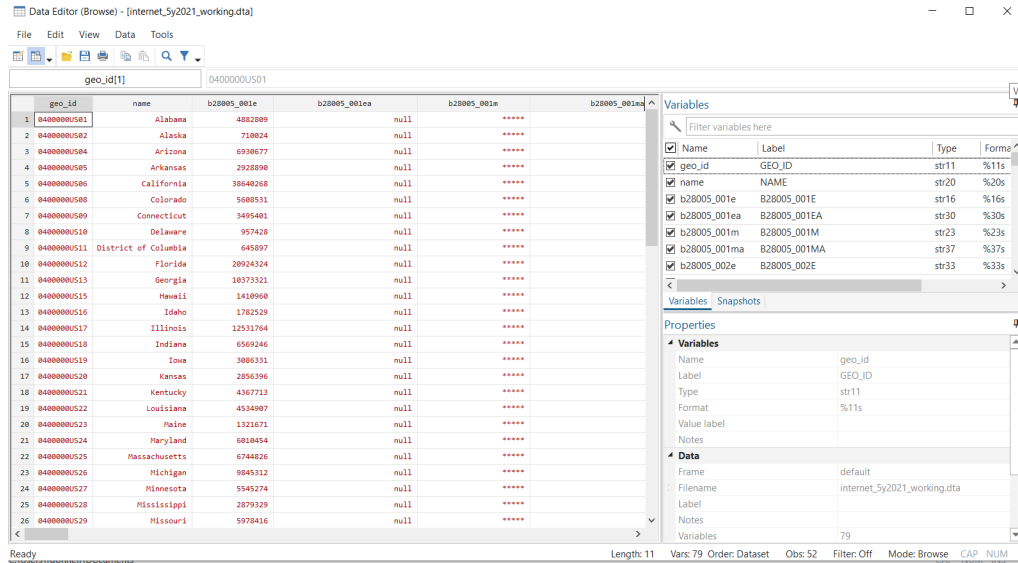 Data Editor (Browse) - [internet_5y2021_working.dta]
File Edit View Data Tools
geo_id[1] 0400000US01
geo_id name b28005_001e b28005_001ea b28005_001m b28005_001ma
1 0400000US01 Alabama 4882809 null *****
2 0400000US02 Alaska 710024 null *****
3 0400000US04 Arizona 6930677 null *****
4 0400000US05 Arkansas 2928890 null *****
5 0400000US06 California 38640268 null *****
6 0400000US08 Colorado 5608531 null *****
7 0400000US09 Connecticut 3495401 null *****
8 0400000US10 Delaware 957428 null *****
9 0400000US11 District of Columbia 645897 null *****
10 0400000US12 Florida 20924324 null *****
11 0400000US13 Georgia 10373321 null *****
12 0400000US15 Hawaii 1410960 null *****
13 0400000US16 Idaho 1782529 null *****
14 0400000US17 Illinois 12531764 null *****
15 0400000US18 Indiana 6569246 null *****
16 0400000US19 Iowa 3086331 null *****
17 0400000US20 Kansas 2856396 null *****
18 0400000US21 Kentucky 4367713 null *****
19 0400000US22 Louisiana 4534907 null *****
20 0400000US23 Maine 1321671 null *****
21 0400000US24 Maryland 6010454 null *****
22 0400000US25 Massachusetts 6744826 null *****
23 0400000US26 Michigan 9845312 null *****
24 0400000US27 Minnesota 5545274 null *****
25 0400000US28 Mississippi 2879329 null *****
26 0400000US29 Missouri 5978416 null *****
Variables
Filter variables here
Name Label Type Forma
geo_id GEO_ID str11 %11s
name NAME str20 %20s
b28005_001e B28005_001E str16 %16s
b28005_001ea B28005_001EA str30 %30s
b28005_001m B28005_001M str23 %23s
b28005_001ma B28005_001MA str37 %37s
b28005_002e B28005_002E str33 %33s
Variables Snapshots
Properties
Variables
Name geo_id
Label GEO_ID
Type str11
Format %11s
Value label
Notes
Data
Frame default
Filename internet_5y2021_working.dta
Label
Notes
Variables 79
Ready Length: 11 Vars: 79 Order: Dataset Obs: 52 Filter: Off Mode: Browse CAP NUM